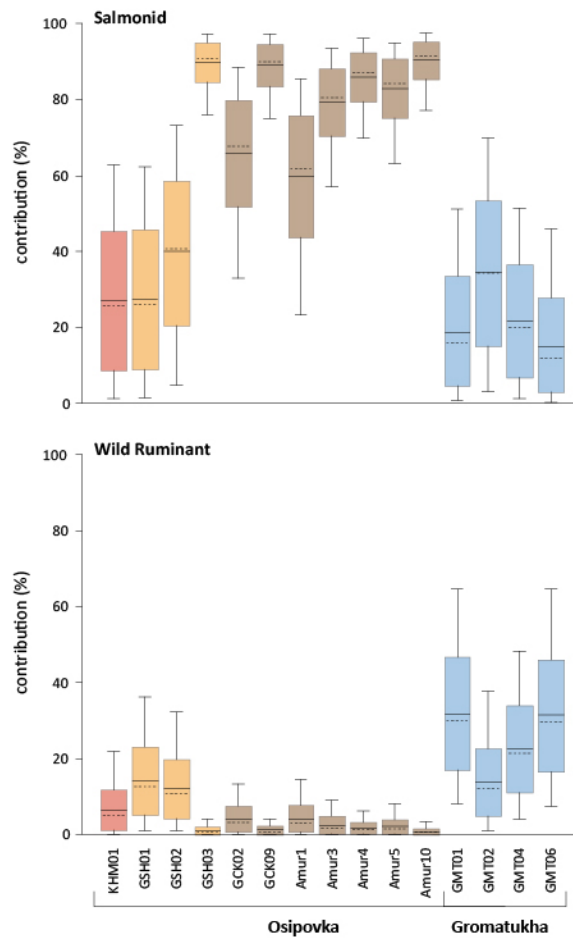 Salmonid
100
80
60
40
20
0
contribution (%)
Wild Ruminant
100
80
60
40
20
0
contribution (%)
KHM01
GSH01
GSH02
GSH03
GCK02
GCK09
Amur1
Amur3
Amur4
Amur5
Amur10
GMT01
GMT02
GMT04
GMT06
Osipovka
Gromatukha